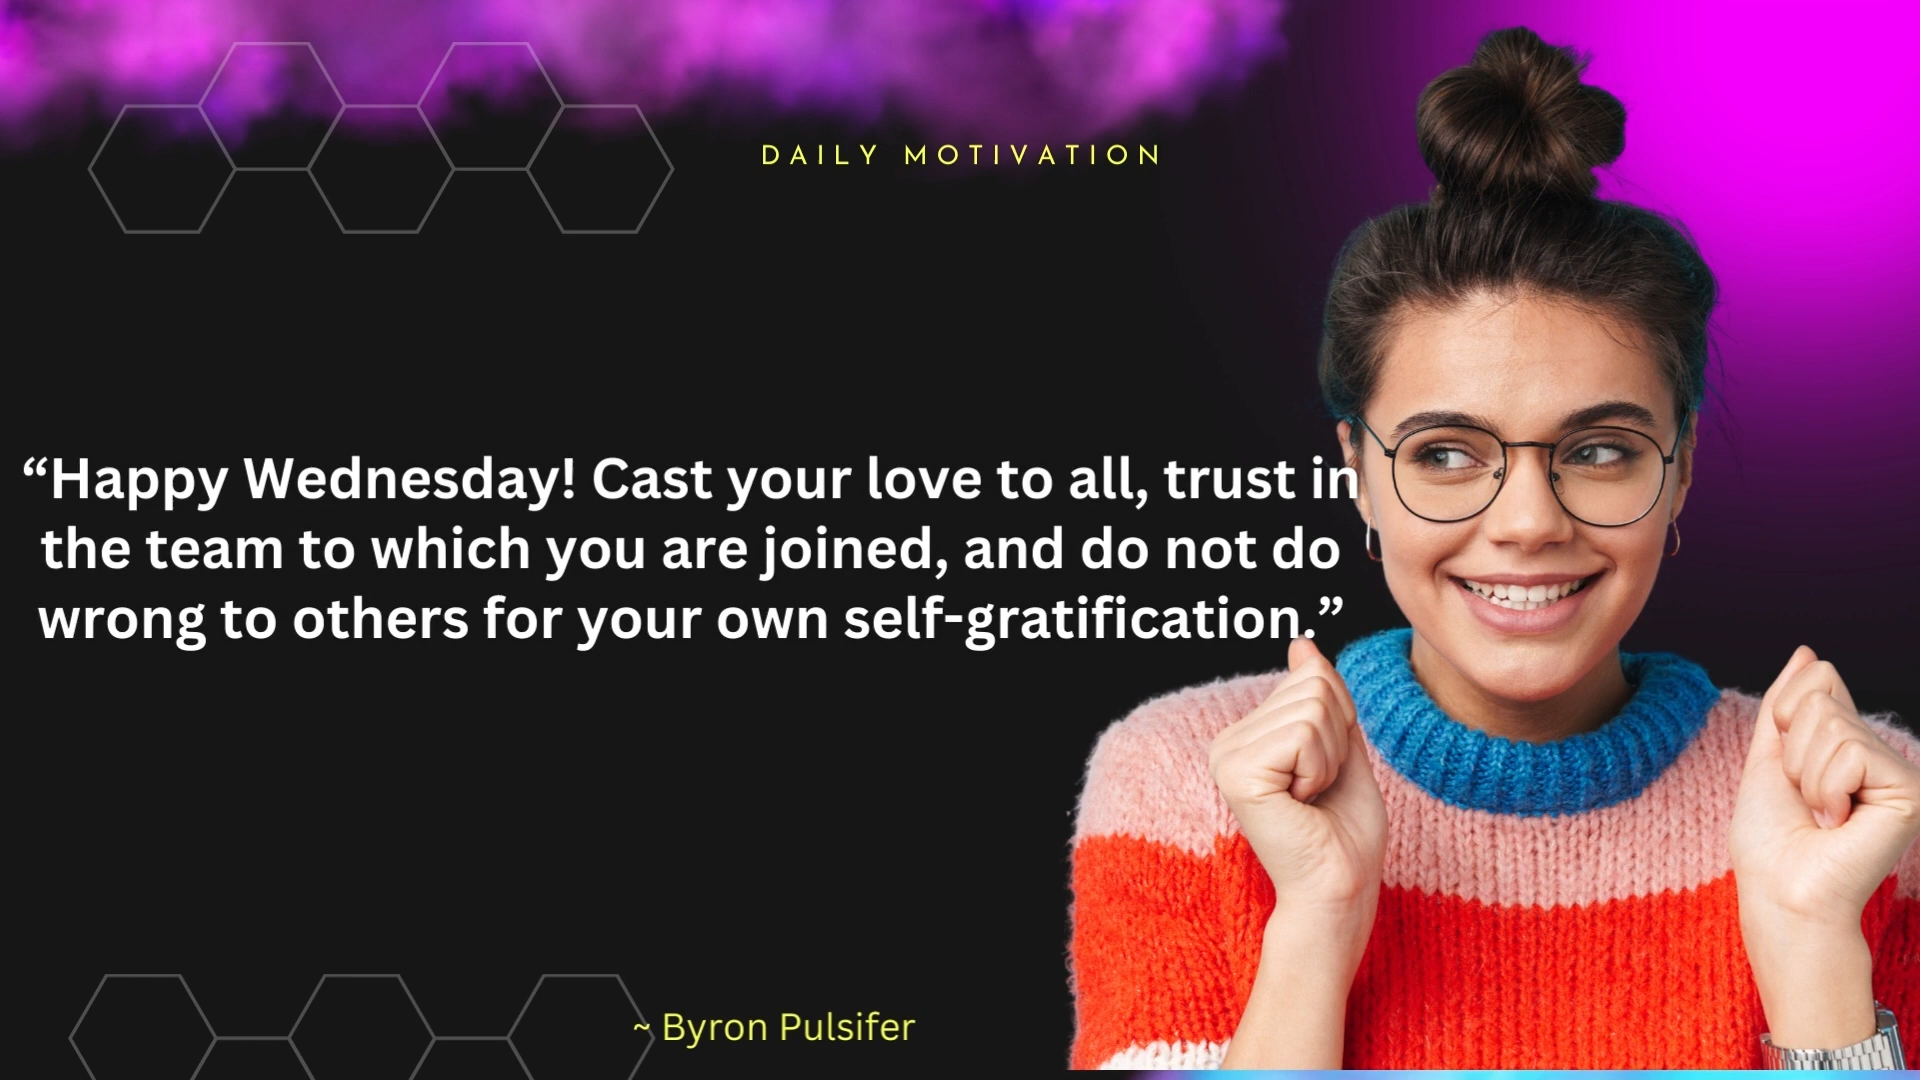 DAILY MOTIVATION
“Happy Wednesday! Cast your love to all, trust in
the team to which you are joined, and do not do
wrong to others for your own self-gratification.”
~ Byron Pulsifer